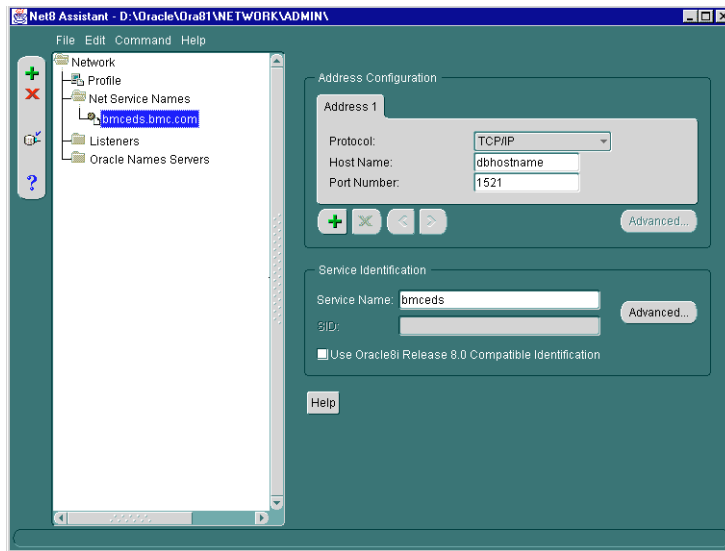 Net8 Assistant - D:\Oracle\Ora81\NETWORK\ADMIN\
File Edit Command Help
Network
Profile
Net Service Names
bmceds.bmc.com
Listeners
Oracle Names Servers
Address Configuration
Address 1
Protocol: TCP/IP
Host Name: dbhostname
Port Number: 1521
Advanced...
Service Identification
Service Name: bmceds
Advanced...
SID:
Use Oracle8i Release 8.0 Compatible Identification
Help